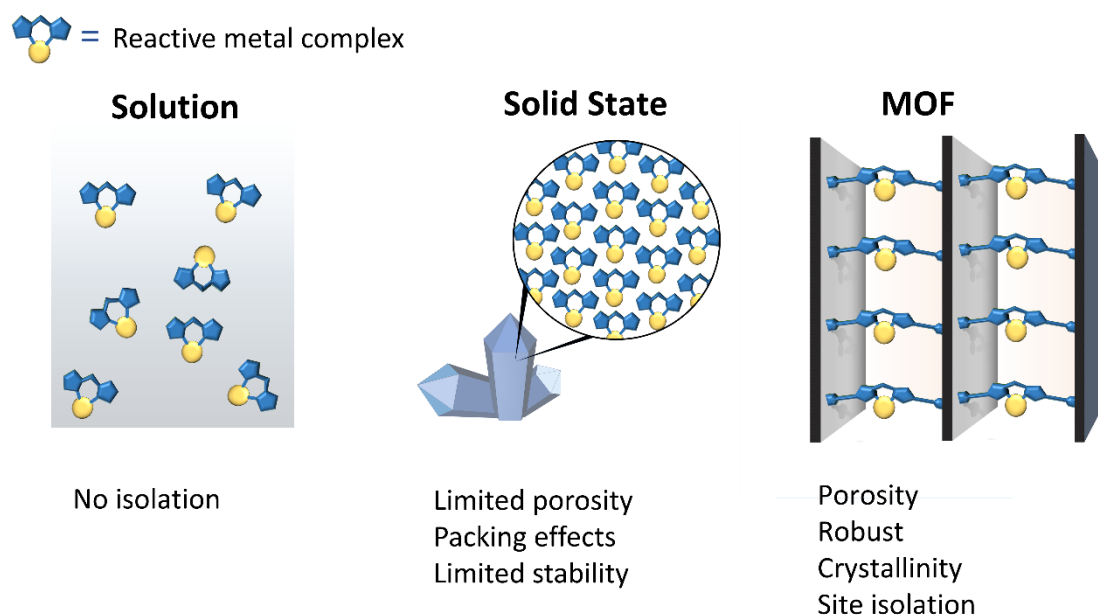 = Reactive metal complex
Solution
Solid State
MOF
No isolation
Limited porosity
Packing effects
Limited stability
Porosity
Robust
Crystallinity
Site isolation